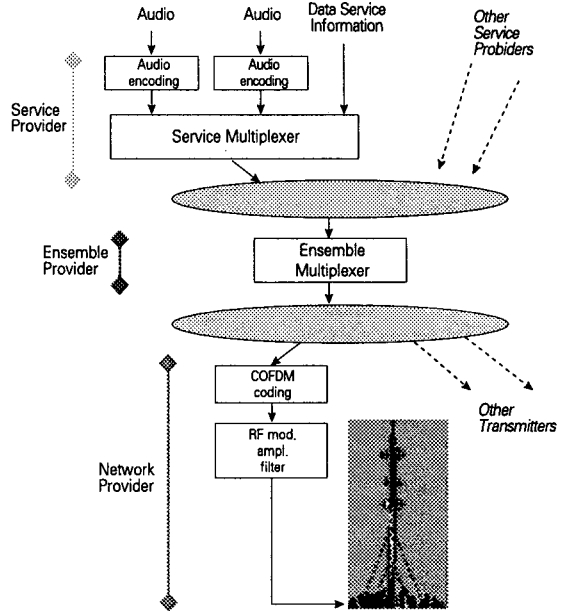 Audio
Audio
Data Service
Information
Other
Service
Probiders
Audio
encoding
Audio
encoding
Service
Provider
Service Multiplexer
Ensemble
Provider
Ensemble
Multiplexer
COFDM
coding
Other
Transmitters
RF mod.
ampl.
filter
Network
Provider